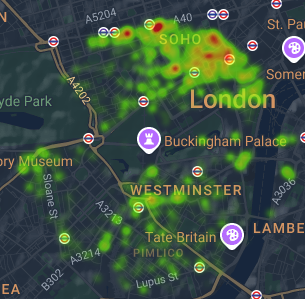 N
A5204
A40
St. Pa
SOHO
Somer
A4202
yde Park
London
Buckingham Palace
ory Museum
Sloane St
WESTMINSTER
A3036
A3213
LAMBE
Tate Britain
PIMLICO
A3214
B302
Lupus St
EA